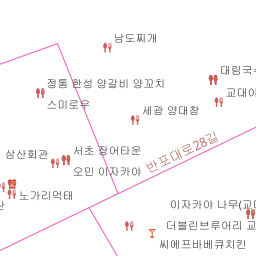 남도찌개
대림국수
정통 한성 양갈비 양꼬치
교대이
스미로우
세광 양대창
반포대로28길
서초 장어타운
삼산회관
오민 이자카야
노가리먹태
이자카야 나무(교대
더블린브루어리 교
씨에프바베큐치킨